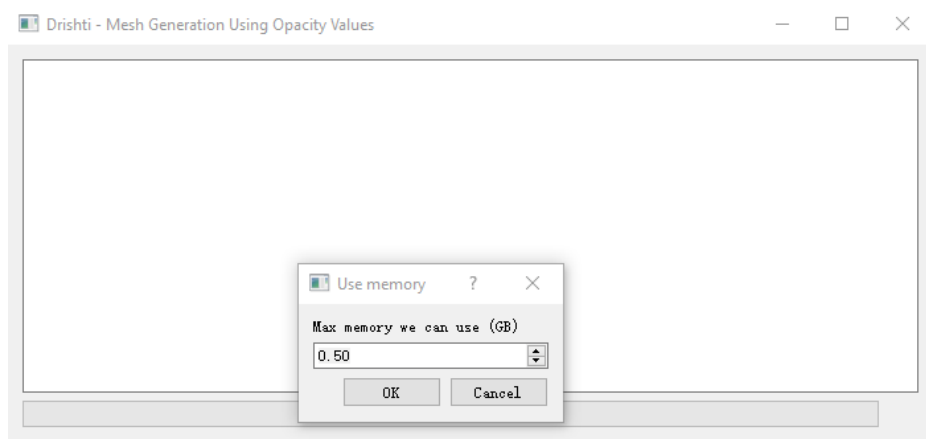 Drishti - Mesh Generation Using Opacity Values
Use memory ?
Max memory we can use (GB)
0.50
OK Cancel